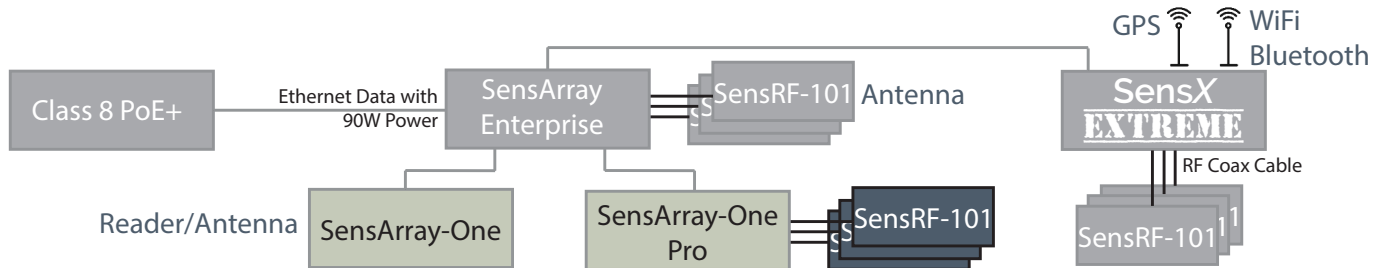 GPS
WiFi
Bluetooth
Class 8 PoE+
Ethernet Data with
90W Power
SensArray
Enterprise
SensRF-101
Antenna
SensX
EXTREME
RF Coax Cable
Reader/Antenna
SensArray-One
SensArray-One
Pro
SensRF-101
SensRF-101